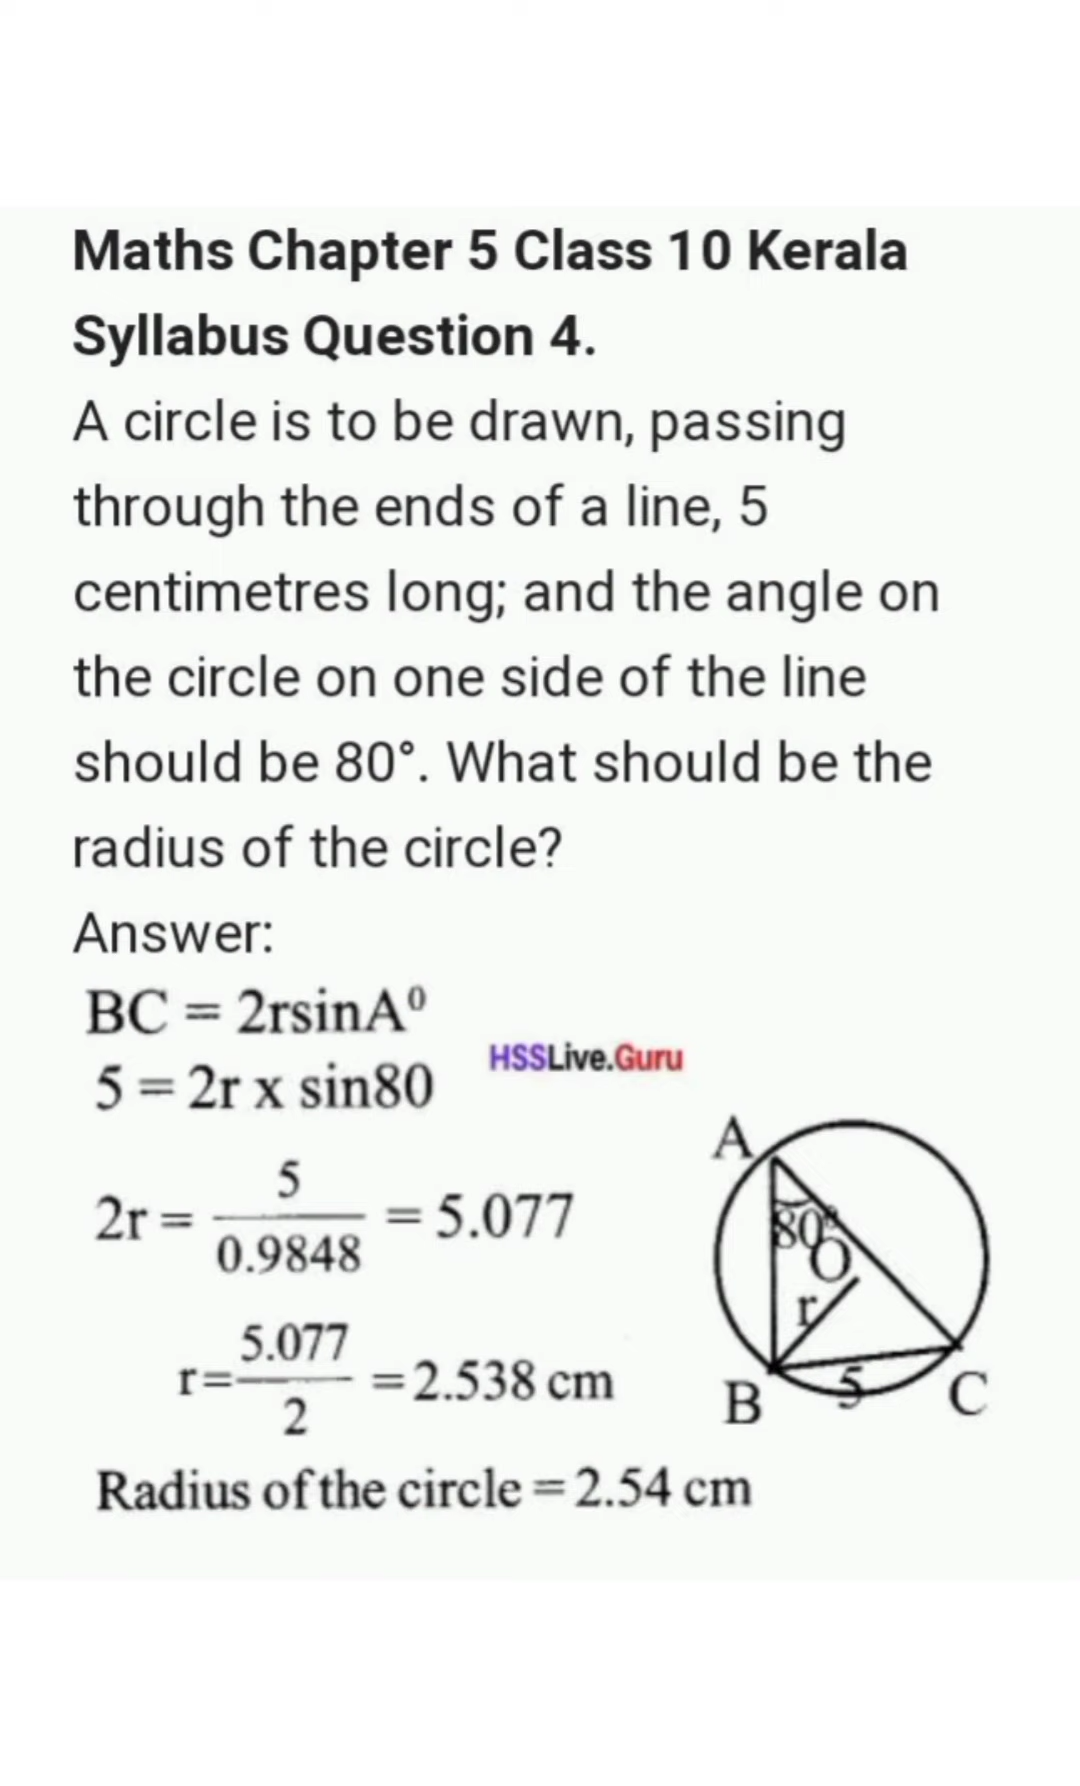 Maths Chapter 5 Class 10 Kerala
Syllabus Question 4.
A circle is to be drawn, passing
through the ends of a line, 5
centimetres long; and the angle on
the circle on one side of the line
should be 80°. What should be the
radius of the circle?
Answer:
BC = 2rsinA⁰
HSSLive.Guru
5 = 2r x sin80
2r = 5/0.9848 = 5.077
r = 5.077/2 = 2.538 cm
A
80°
O
r
B
5
C
Radius of the circle = 2.54 cm